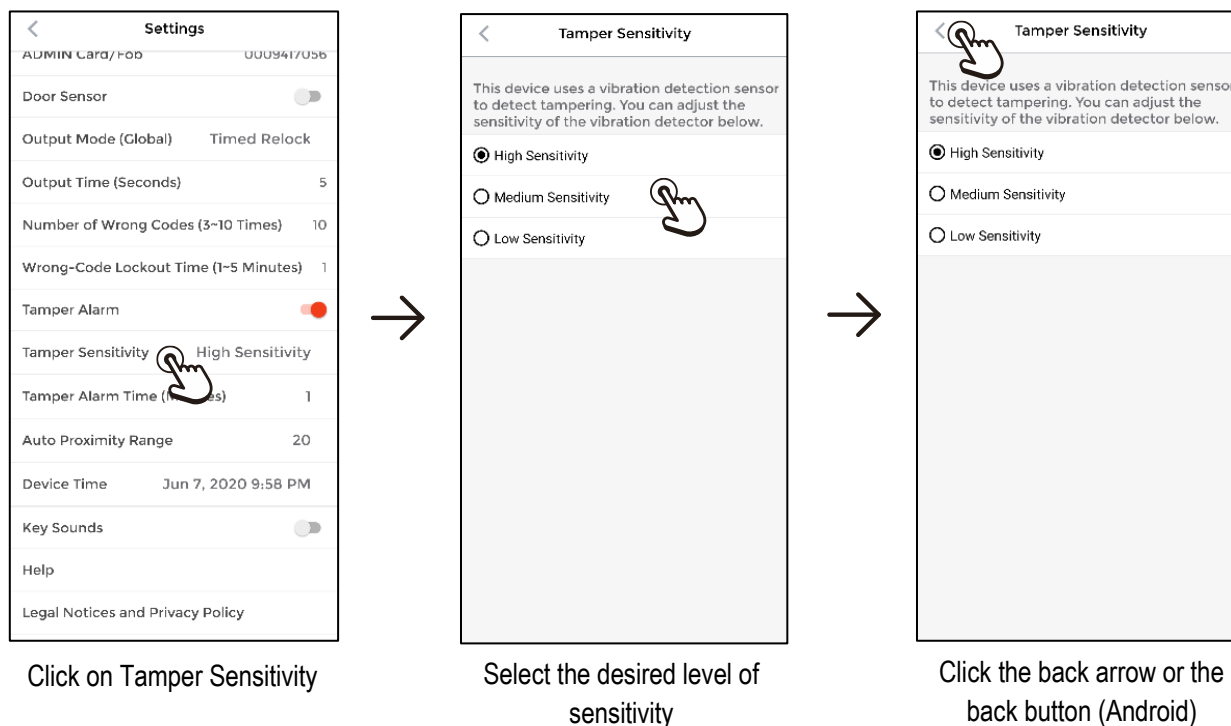 Settings
ADMIN Card/Fob 0009417056
Door Sensor
Output Mode (Global) Timed Relock
Output Time (Seconds) 5
Number of Wrong Codes (3~10 Times) 10
Wrong-Code Lockout Time (1~5 Minutes) 1
Tamper Alarm
Tamper Sensitivity High Sensitivity
Tamper Alarm Time ( es) 1
Auto Proximity Range 20
Device Time Jun 7, 2020 9:58 PM
Key Sounds
Help
Legal Notices and Privacy Policy
Click on Tamper Sensitivity
Tamper Sensitivity
This device uses a vibration detection sensor
to detect tampering. You can adjust the
sensitivity of the vibration detector below.
High Sensitivity
Medium Sensitivity
Low Sensitivity
Select the desired level of
sensitivity
Tamper Sensitivity
This device uses a vibration detection sensor
to detect tampering. You can adjust the
sensitivity of the vibration detector below.
High Sensitivity
Medium Sensitivity
Low Sensitivity
Click the back arrow or the
back button (Android)